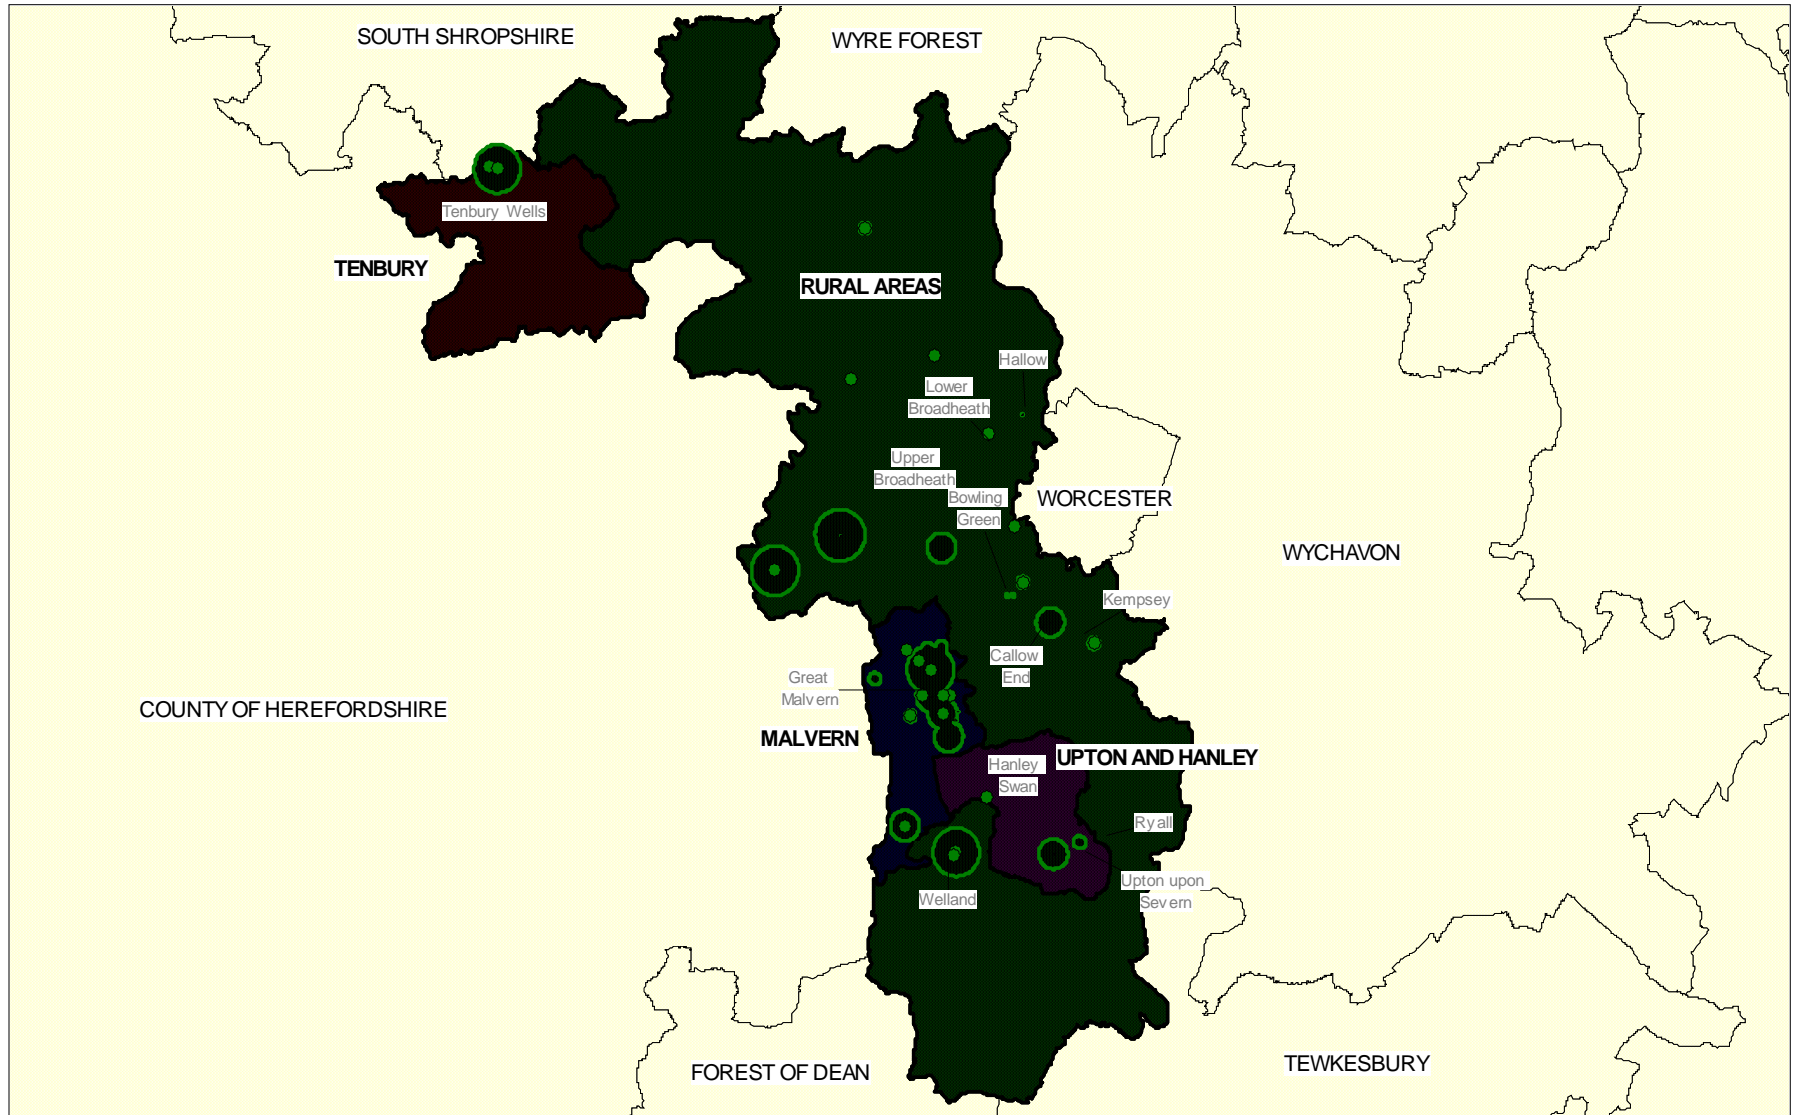 SOUTH SHROPSHIRE
WYRE FOREST
Tenbury Wells
TENBURY
RURAL AREAS
Hallow
Lower
Broadheath
Upper
Broadheath
Bowling
Green
WORCESTER
WYCHAVON
Kempsey
Callow
End
Great
Malvern
COUNTY OF HEREFORDSHIRE
MALVERN
UPTON AND HANLEY
Hanley
Swan
Ryall
Upton upon
Severn
Welland
FOREST OF DEAN
TEWKESBURY